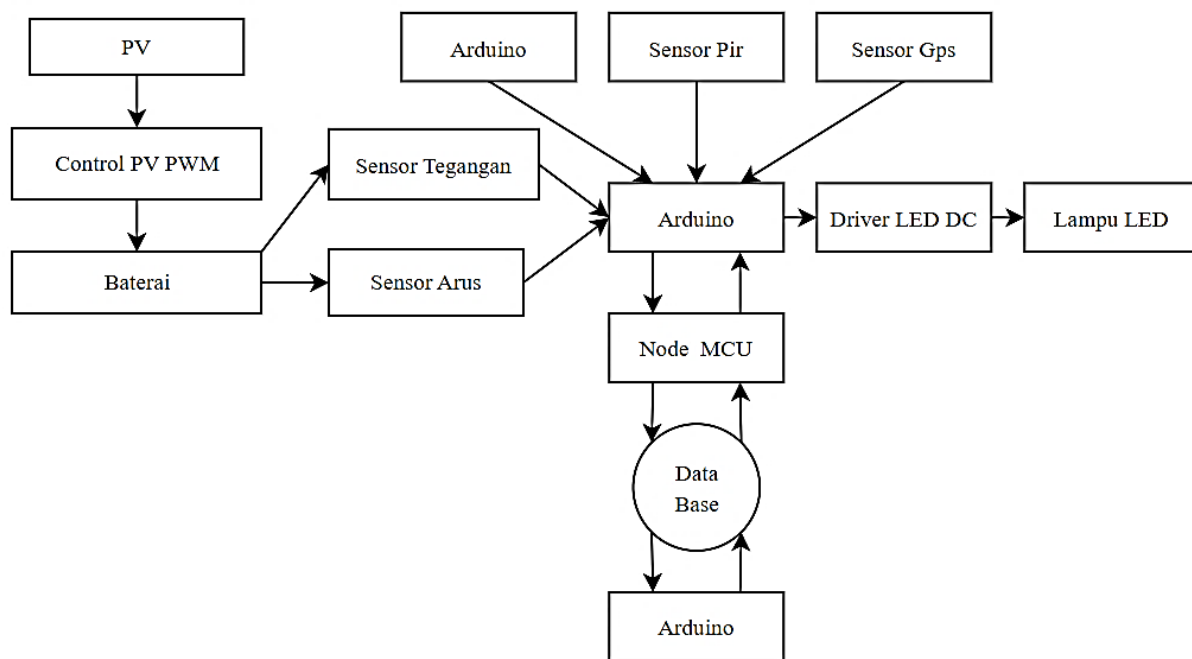 PV
Arduino
Sensor Pir
Sensor Gps
Control PV PWM
Sensor Tegangan
Arduino
Driver LED DC
Lampu LED
Baterai
Sensor Arus
Node MCU
Data
Base
Arduino